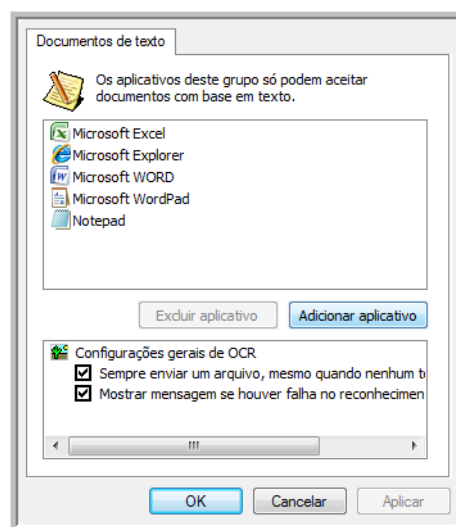 Documentos de texto
Os aplicativos deste grupo só podem aceitar
documentos com base em texto.
Microsoft Excel
Microsoft Explorer
Microsoft WORD
Microsoft WordPad
Notepad
Excluir aplicativo Adicionar aplicativo
Configurações gerais de OCR
Sempre enviar um arquivo, mesmo quando nenhum t
Mostrar mensagem se houver falha no reconhecimen
OK Cancelar Aplicar